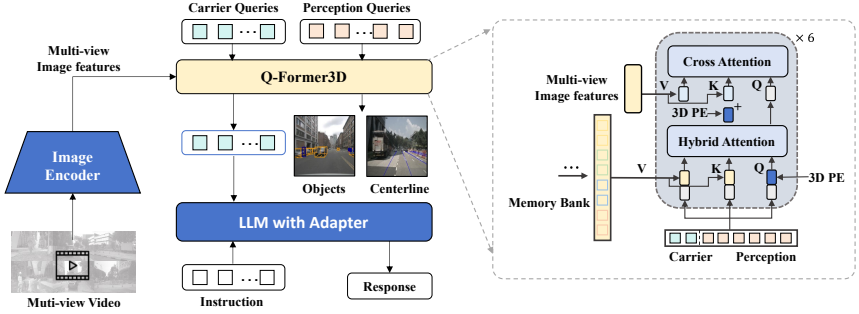 Carrier Queries
Perception Queries
Multi-view
Image features
Q-Former3D
Image
Encoder
Objects
Centerline
LLM with Adapter
Muti-view Video
Instruction
Response
× 6
Cross Attention
Multi-view
Image features
V
K
Q
3D PE
+
Hybrid Attention
...
Memory Bank
V
K
Q
3D PE
Carrier
Perception